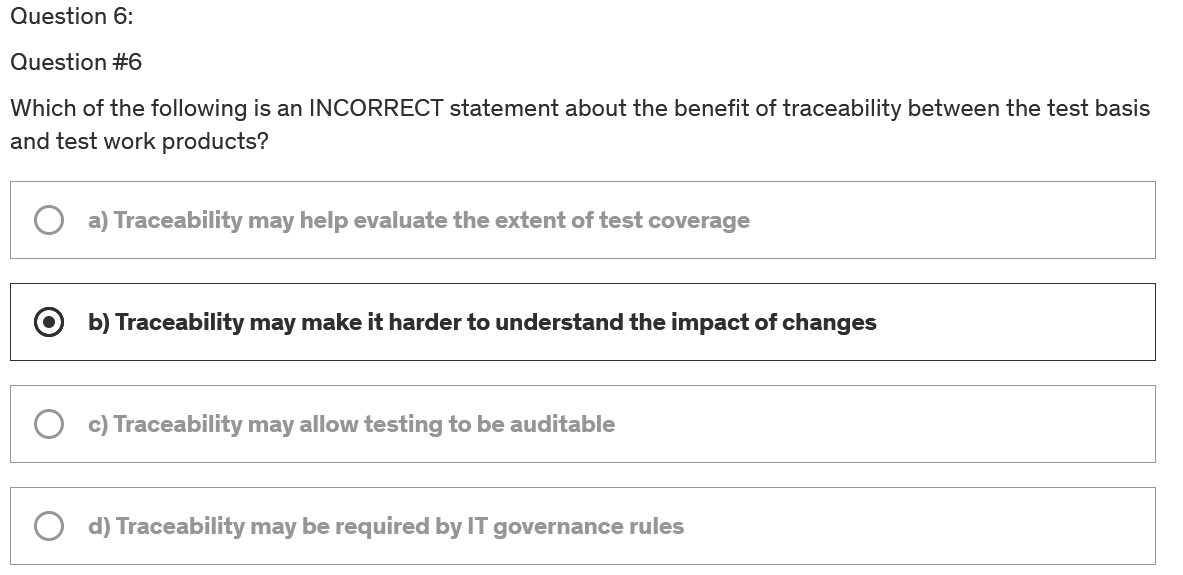 Question 6:
Question #6
Which of the following is an INCORRECT statement about the benefit of traceability between the test basis
and test work products?
a) Traceability may help evaluate the extent of test coverage
b) Traceability may make it harder to understand the impact of changes
c) Traceability may allow testing to be auditable
d) Traceability may be required by IT governance rules